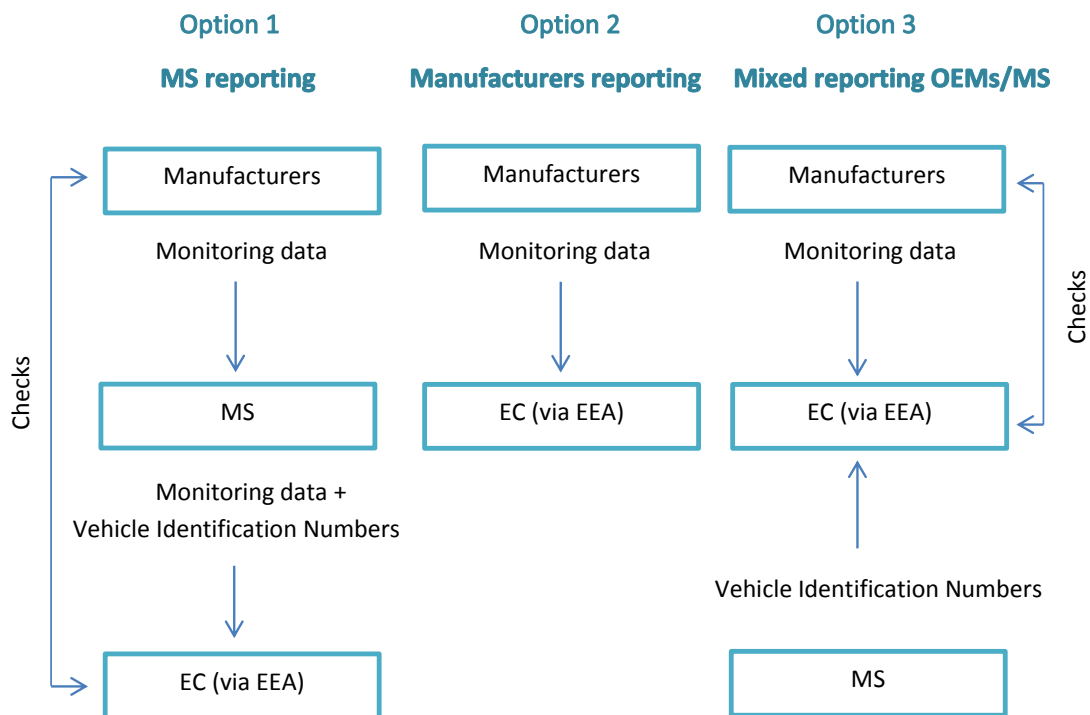 Option 1
MS reporting
Manufacturers
Monitoring data
MS
Monitoring data +
Vehicle Identification Numbers
EC (via EEA)
Checks
Option 2
Manufacturers reporting
Manufacturers
Monitoring data
EC (via EEA)
Option 3
Mixed reporting OEMs/MS
Manufacturers
Monitoring data
EC (via EEA)
Vehicle Identification Numbers
MS
Checks